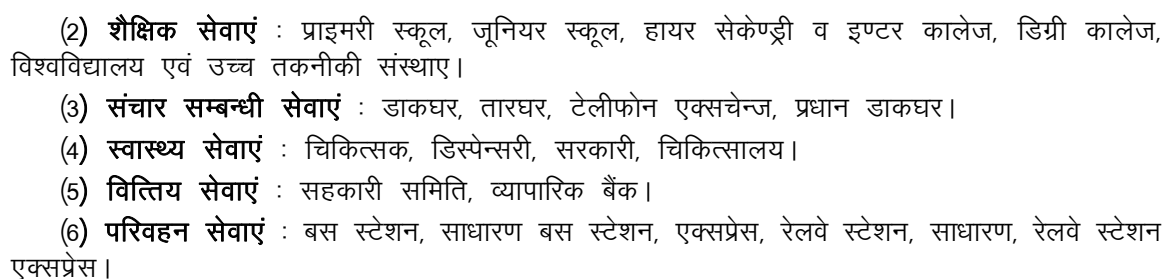 (2) शैक्षिक सेवाएं : प्राइमरी स्कूल, जूनियर स्कूल, हायर सेकेण्ड्री व इण्टर कालेज, डिग्री कालेज,
विश्वविद्यालय एवं उच्च तकनीकी संस्थाए।
(3) संचार सम्बन्धी सेवाएं : डाकघर, तारघर, टेलीफोन एक्सचेन्ज, प्रधान डाकघर।
(4) स्वास्थ्य सेवाएं : चिकित्सक, डिस्पेन्सरी, सरकारी, चिकित्सालय।
(5) वित्तिय सेवाएं : सहकारी समिति, व्यापारिक बैंक।
(6) परिवहन सेवाएं : बस स्टेशन, साधारण बस स्टेशन, एक्सप्रेस, रेलवे स्टेशन, साधारण, रेलवे स्टेशन
एक्सप्रेस।